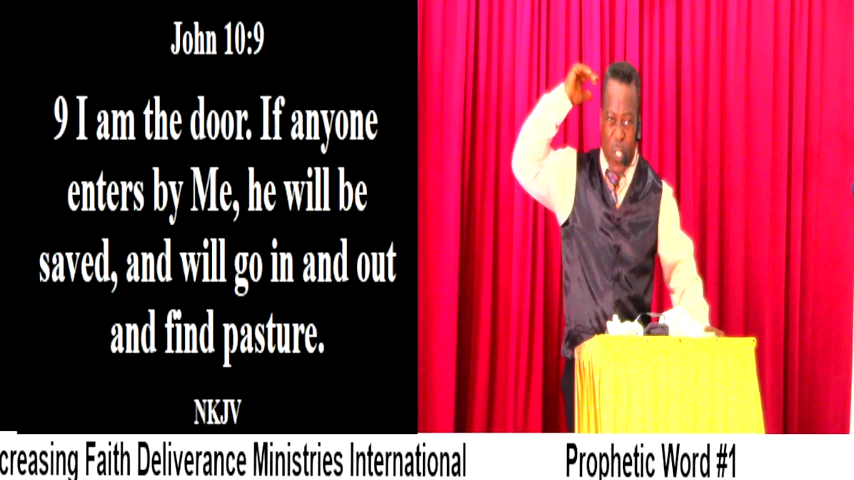 John 10:9
9 I am the door. If anyone
enters by Me, he will be
saved, and will go in and out
and find pasture.
NKJV
creasing Faith Deliverance Ministries International
Prophetic Word #1